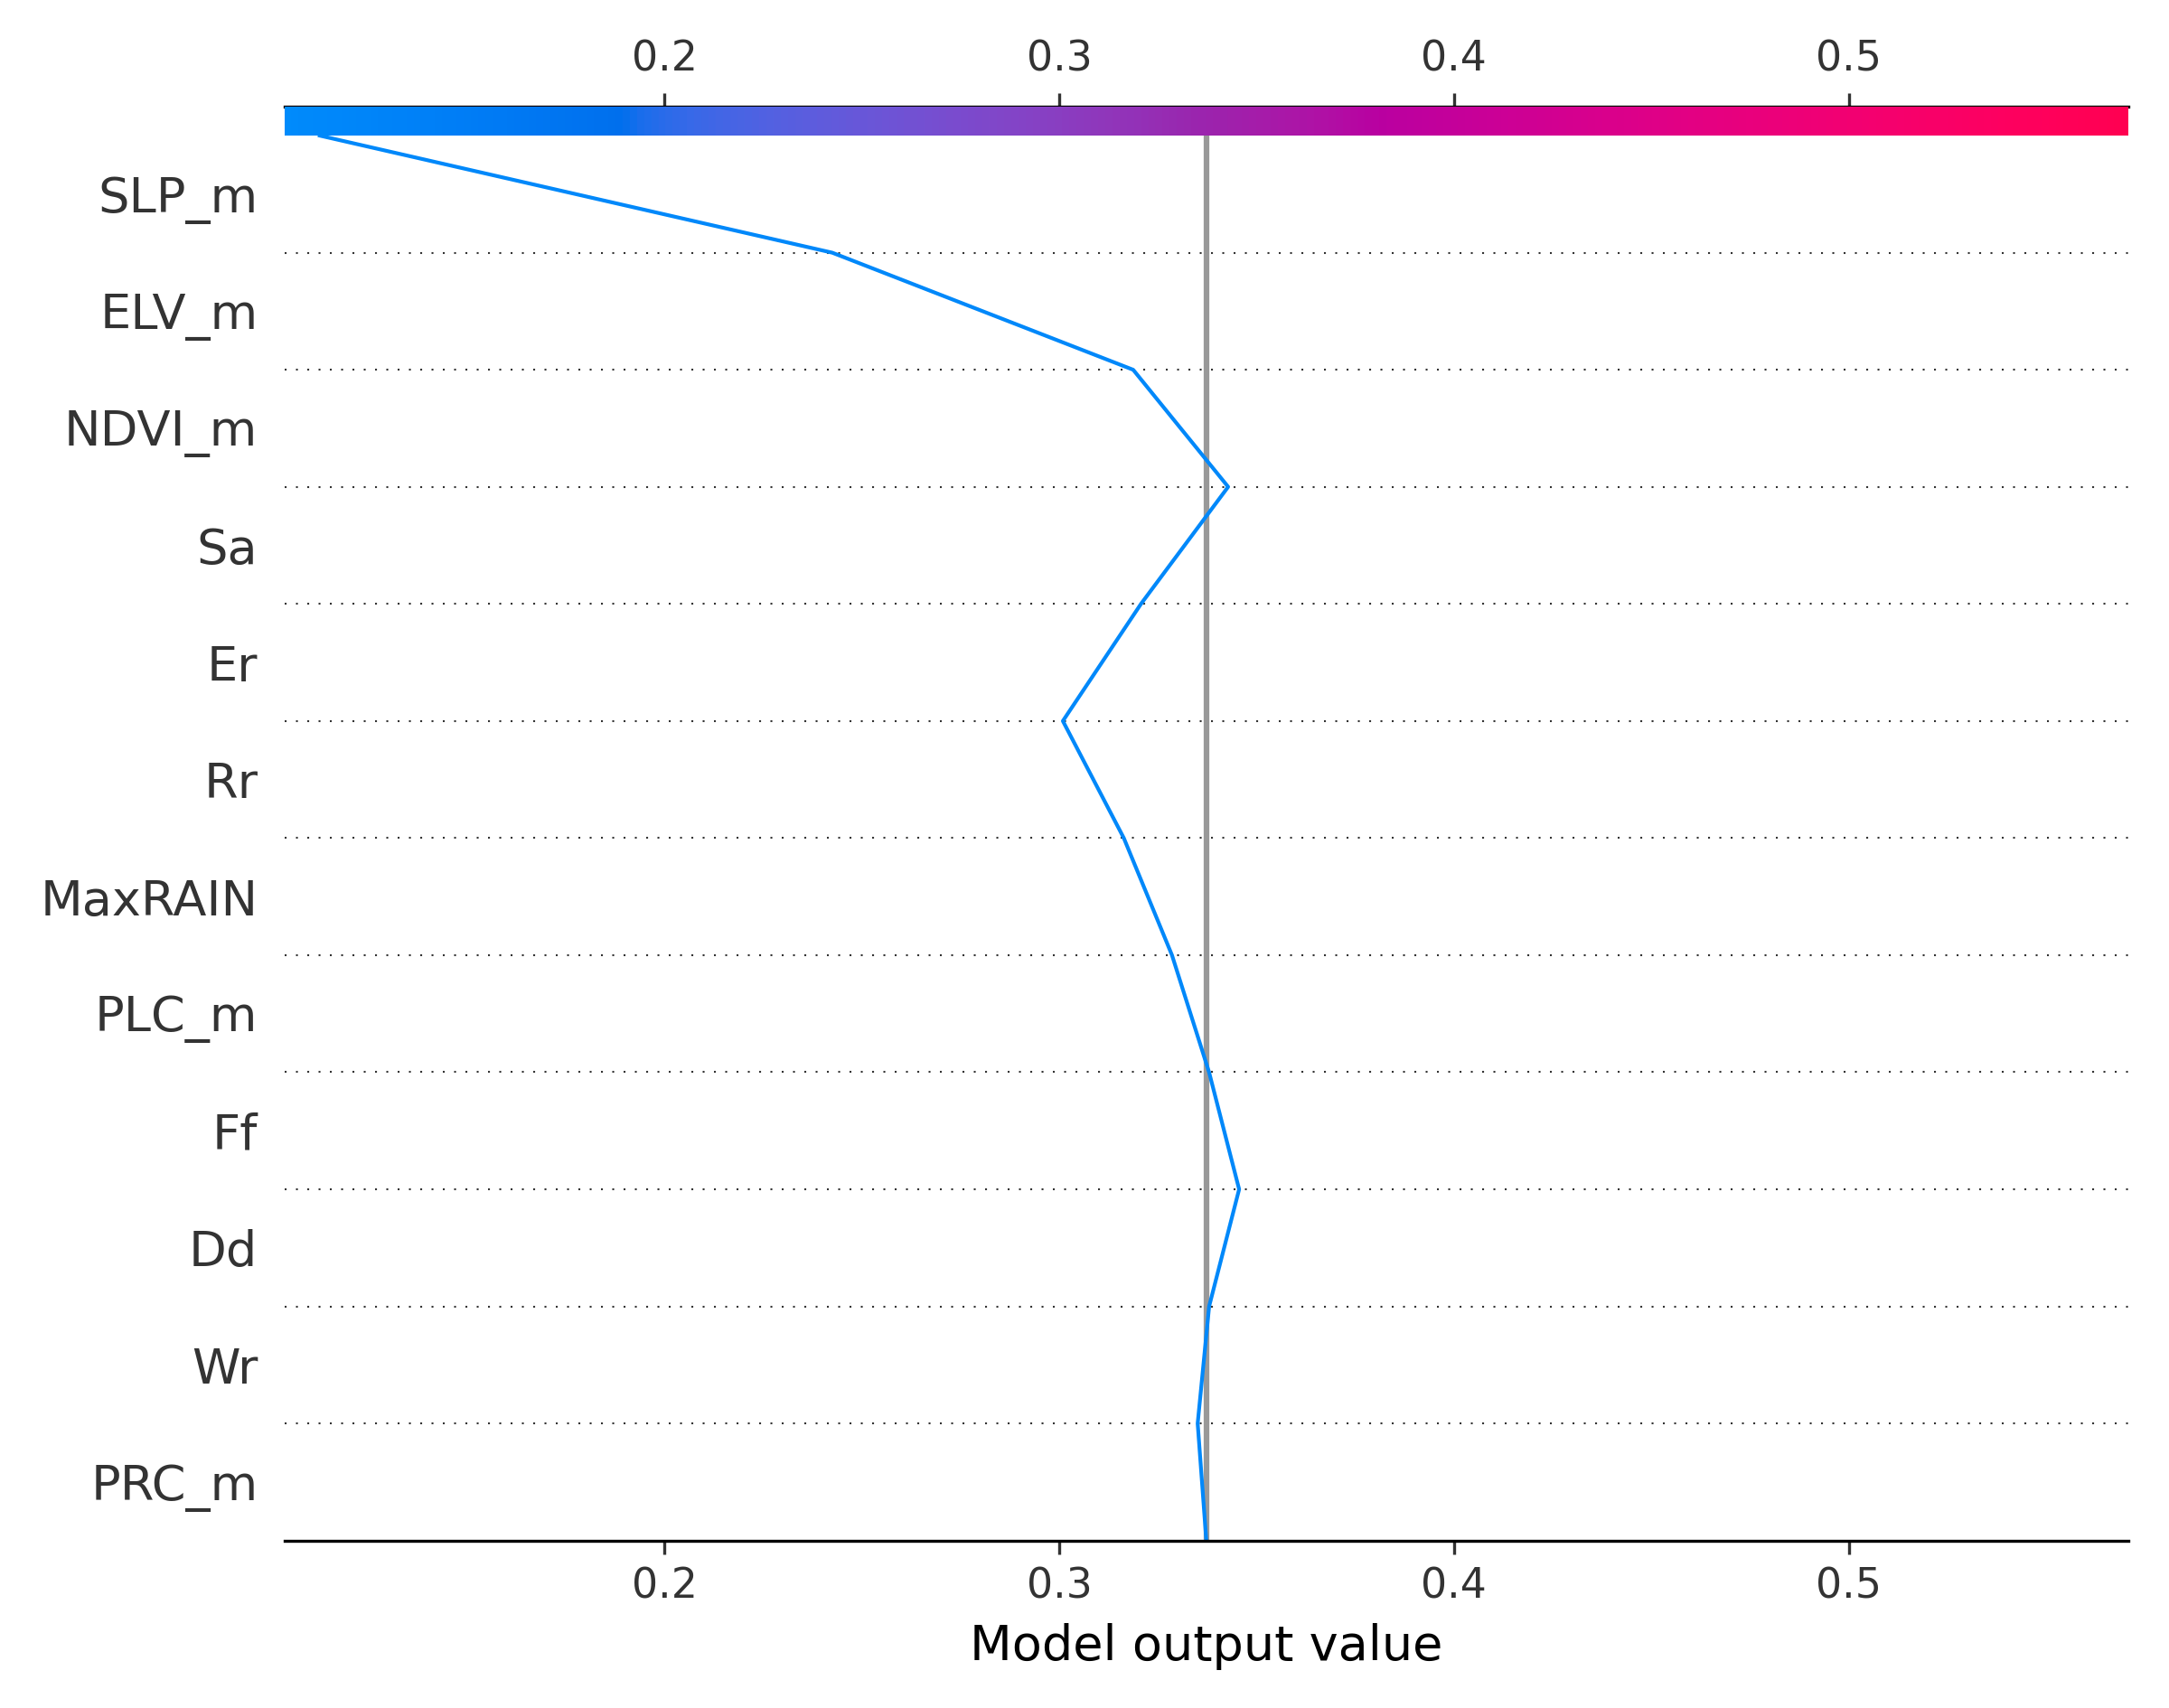 0.2 0.3 0.4 0.5
SLP_m
ELV_m
NDVI_m
Sa
Er
Rr
MaxRAIN
PLC_m
Ff
Dd
Wr
PRC_m
0.2 0.3 0.4 0.5
Model output value